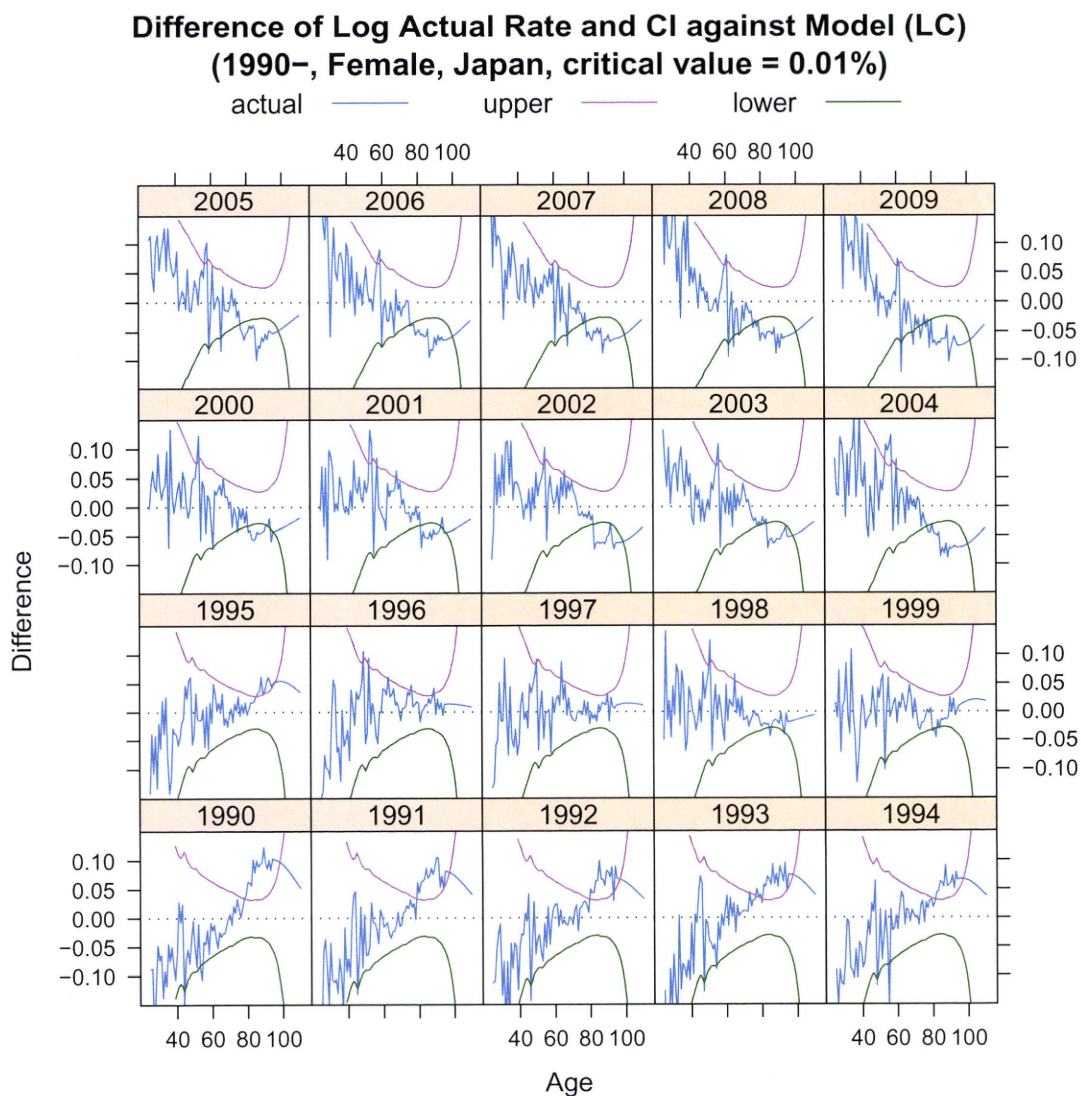 Difference of Log Actual Rate and CI against Model (LC)
(1990−, Female, Japan, critical value = 0.01%)
actual upper lower
40 60 80 100 40 60 80 100
2005 2006 2007 2008 2009
0.10
0.05
0.00
−0.05
−0.10
2000 2001 2002 2003 2004
0.10
0.05
0.00
−0.05
−0.10
Difference
1995 1996 1997 1998 1999
0.10
0.05
0.00
−0.05
−0.10
1990 1991 1992 1993 1994
0.10
0.05
0.00
−0.05
−0.10
40 60 80 100 40 60 80 100 40 60 80 100
Age